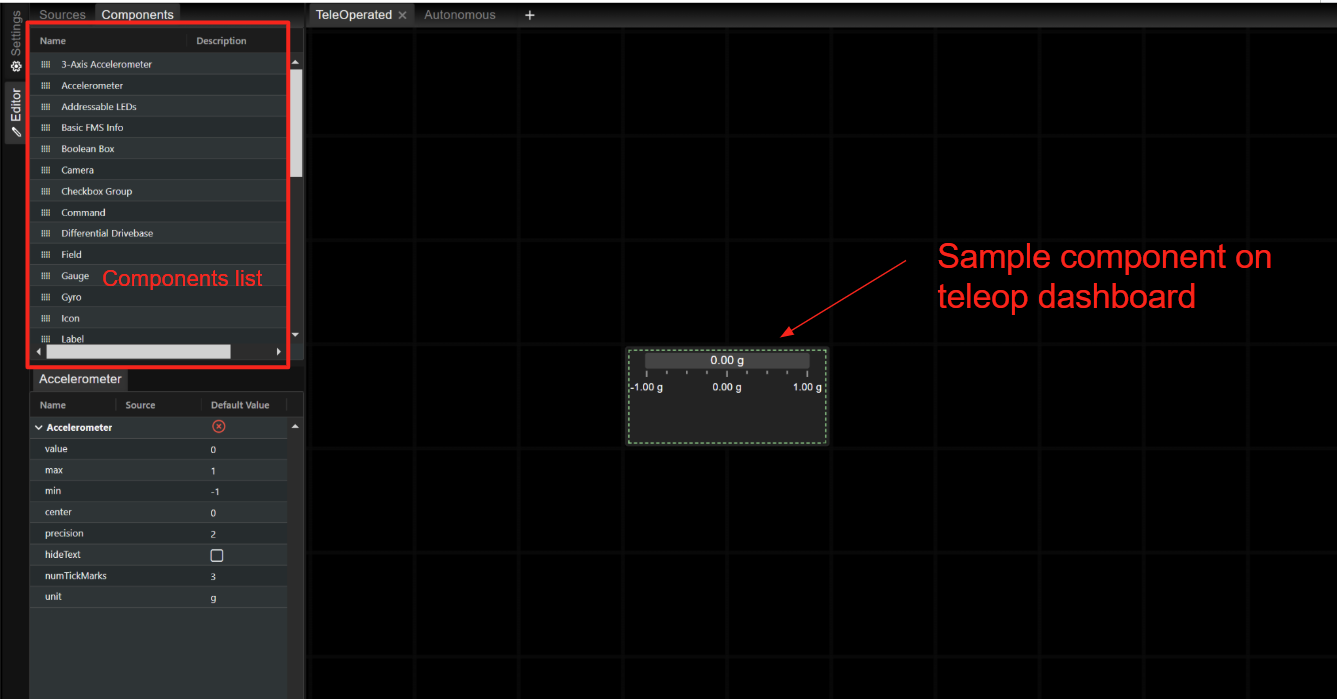 Settings
Editor
Sources Components
Name Description
3-Axis Accelerometer
Accelerometer
Addressable LEDs
Basic FMS Info
Boolean Box
Camera
Checkbox Group
Command
Differential Drivebase
Field
Gauge
Components list
Gyro
Icon
Label
Accelerometer
Name Source Default Value
Accelerometer
value 0
max 1
min -1
center 0
precision 2
hideText
numTickMarks 3
unit g
TeleOperated Autonomous +
Sample component on
teleop dashboard
0.00 g
-1.00 g 0.00 g 1.00 g